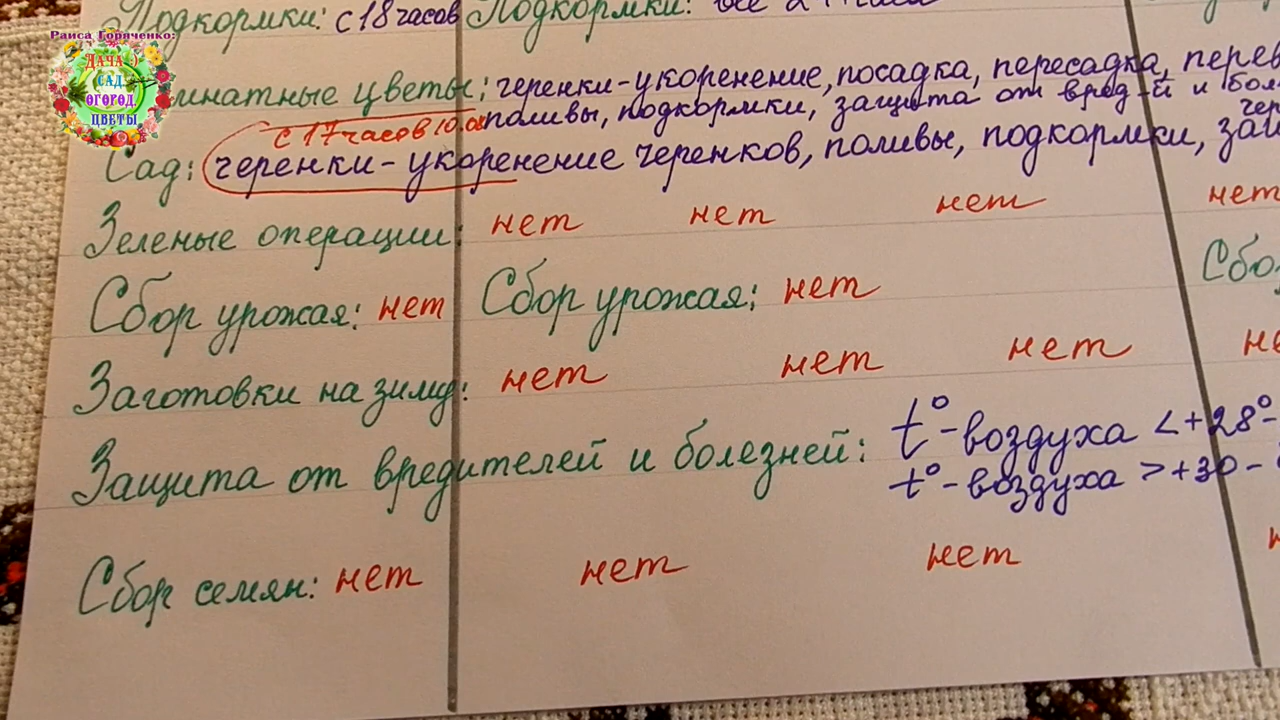 Подкормки: с 18 часов Подкормки:
Раиса Горяченко:
ДАЧА :)
САД,
ОГОРОД,
ЦВЕТЫ
цветы: черенки-укоренение, посадка, пересадка,
с 17 часов поливы, подкормки, защита от вред-й и
Сад: черенки-укоренение черенков, поливы, подкормки,
Зеленые операции: нет нет нет нет
Сбор урожая: нет Сбор урожая: нет
Заготовки на зиму: нет нет нет
Защита от вредителей и болезней: t°-воздуха < +28°-
t°-воздуха > +30-
Сбор семян: нет нет нет